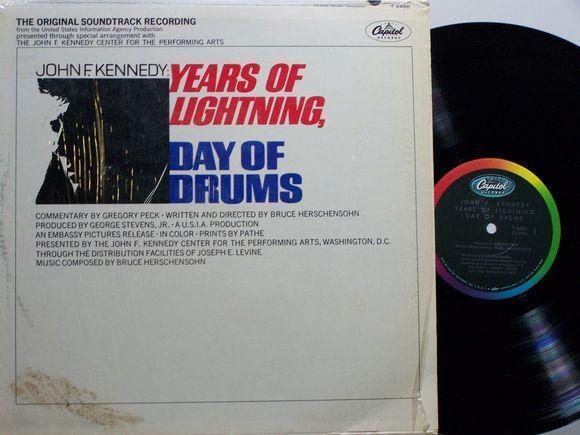 THE ORIGINAL SOUNDTRACK RECORDING
from the United States Information Agency Production
presented through special arrangement with
THE JOHN F. KENNEDY CENTER FOR THE PERFORMING ARTS
Capitol
RECORDS
JOHN F. KENNEDY:
YEARS OF
LIGHTNING,
DAY OF
DRUMS
COMMENTARY BY GREGORY PECK · WRITTEN AND DIRECTED BY BRUCE HERSCHENSOHN
PRODUCED BY GEORGE STEVENS, JR. · A U.S.I.A. PRODUCTION
AN EMBASSY PICTURES RELEASE · IN COLOR · PRINTS BY PATHE
PRESENTED BY THE JOHN F. KENNEDY CENTER FOR THE PERFORMING ARTS, WASHINGTON, D.C.
THROUGH THE DISTRIBUTION FACILITIES OF JOSEPH E. LEVINE
MUSIC COMPOSED BY BRUCE HERSCHENSOHN
Capitol
JOHN F. KENNEDY
YEARS OF LIGHTNING
DAY OF DRUMS